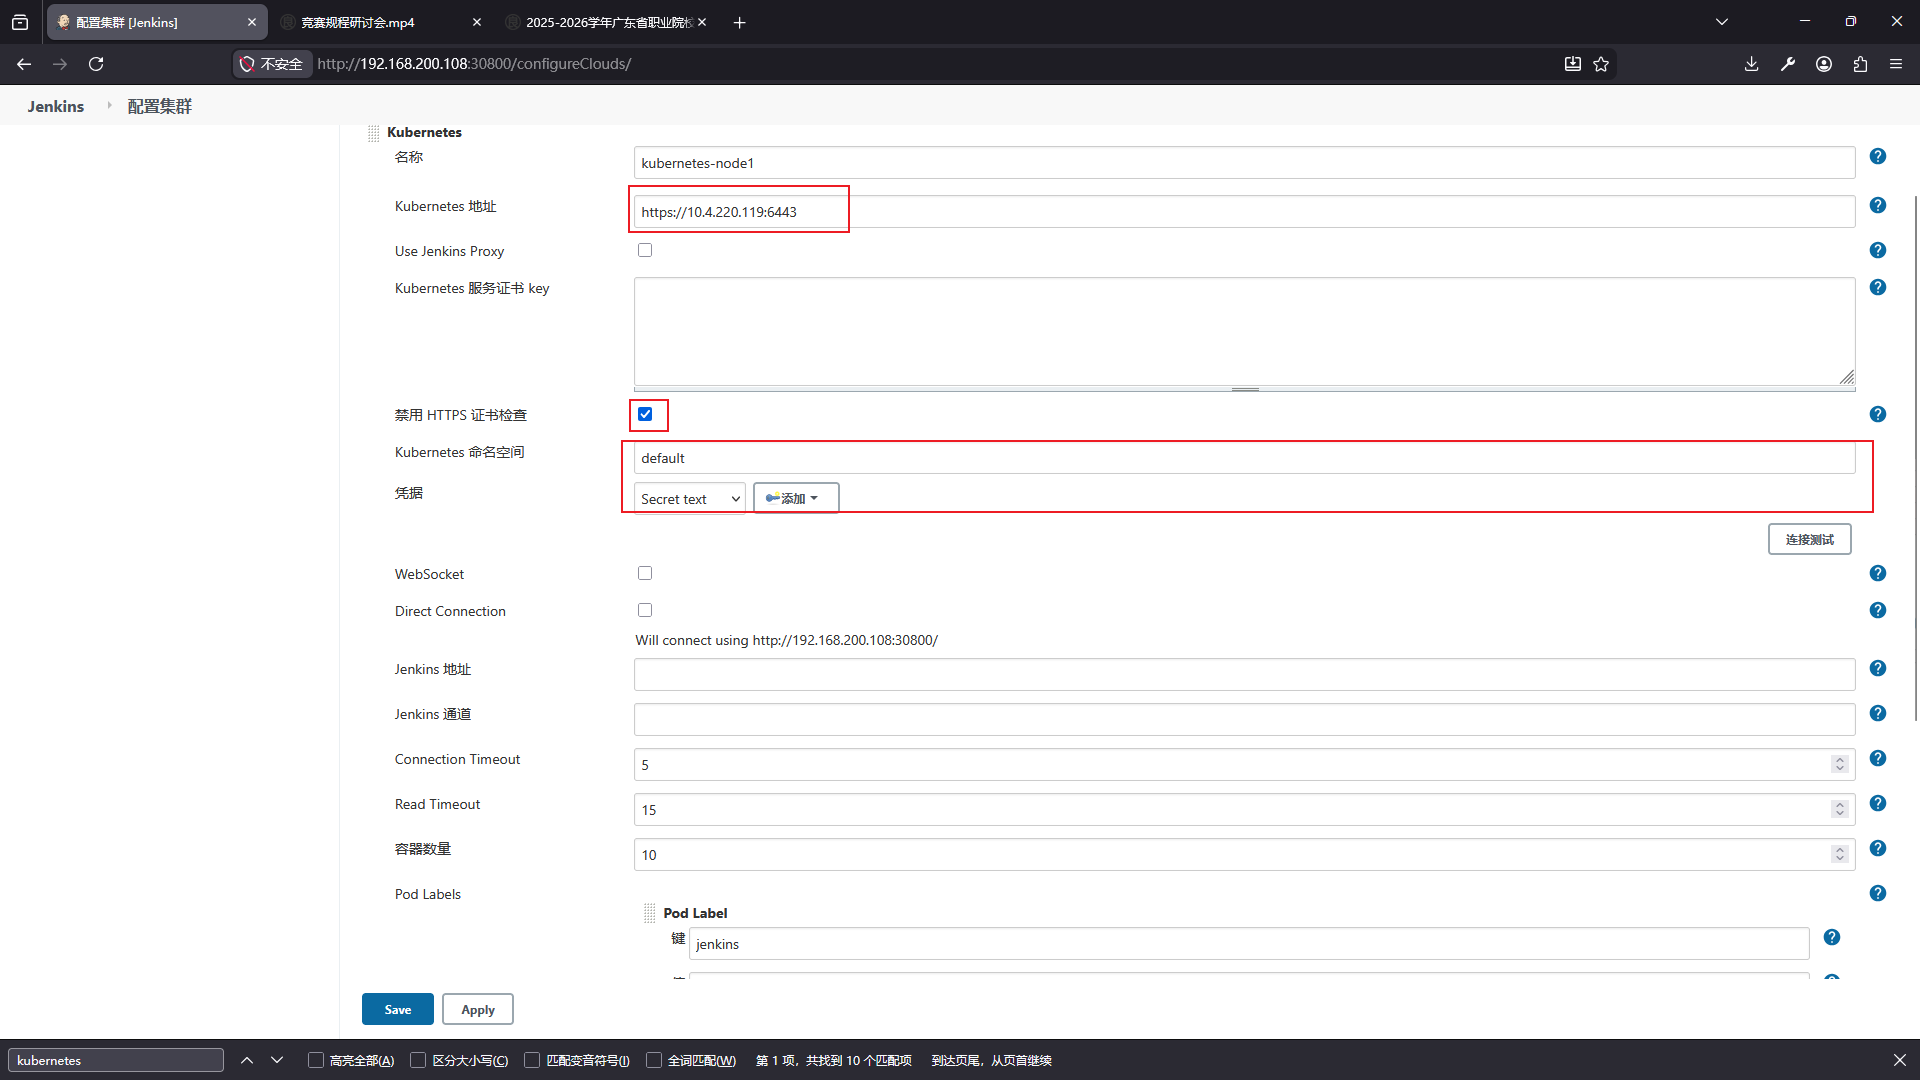 配置集群 [Jenkins]
竞赛规程研讨会.mp4
2025-2026学年广东省职业院校
不安全
http://192.168.200.108:30800/configureClouds/
Jenkins
配置集群
Kubernetes
名称
kubernetes-node1
Kubernetes 地址
https://10.4.220.119:6443
Use Jenkins Proxy
Kubernetes 服务证书 key
禁用 HTTPS 证书检查
Kubernetes 命名空间
default
凭据
Secret text
添加
连接测试
WebSocket
Direct Connection
Will connect using http://192.168.200.108:30800/
Jenkins 地址
Jenkins 通道
Connection Timeout
5
Read Timeout
15
容器数量
10
Pod Labels
Pod Label
键
jenkins
Save
Apply
kubernetes
高亮全部(A)
区分大小写(C)
匹配变音符号(I)
全词匹配(W)
第 1 项，共找到 10 个匹配项
到达页尾，从页首继续